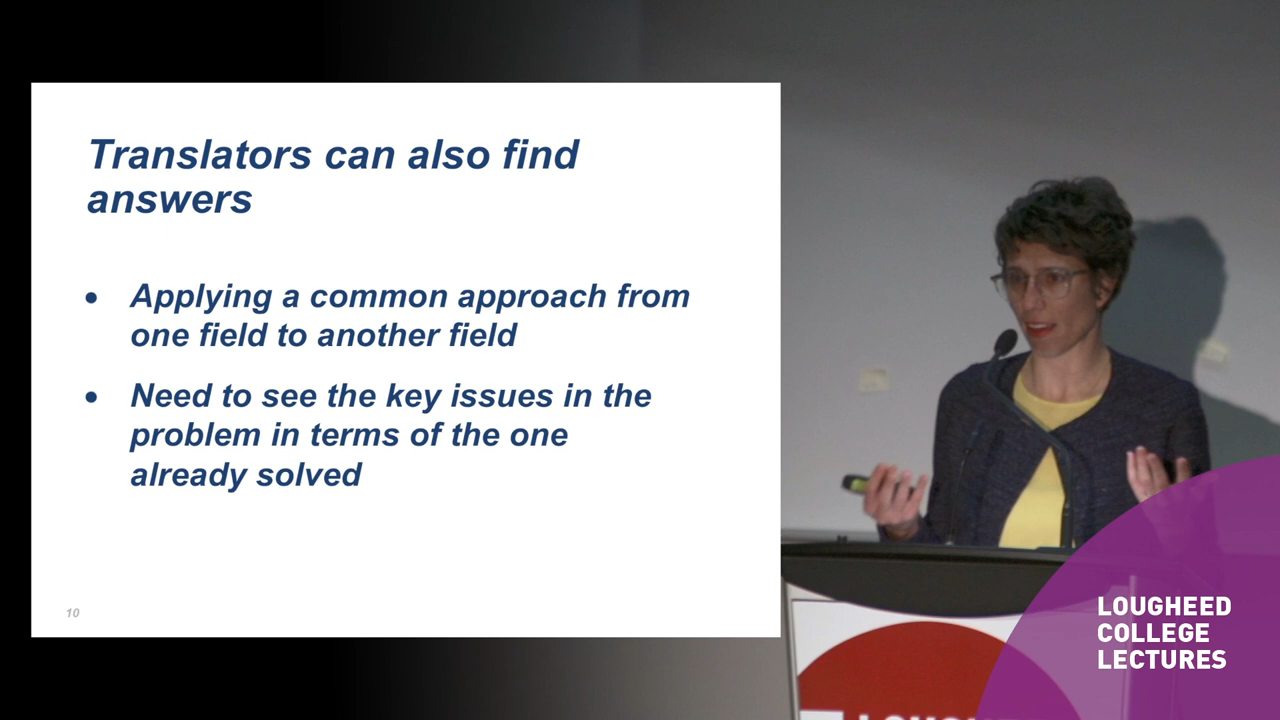 Translators can also find
answers
• Applying a common approach from
one field to another field
• Need to see the key issues in the
problem in terms of the one
already solved
10
LOUGHEED
COLLEGE
LECTURES